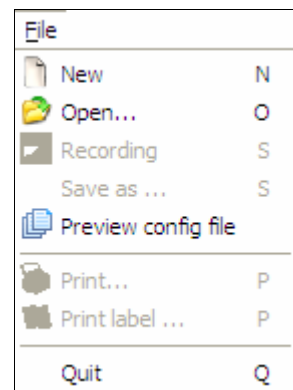 File
New N
Open... O
Recording S
Save as ... S
Preview config file
Print... P
Print label ... P
Quit Q